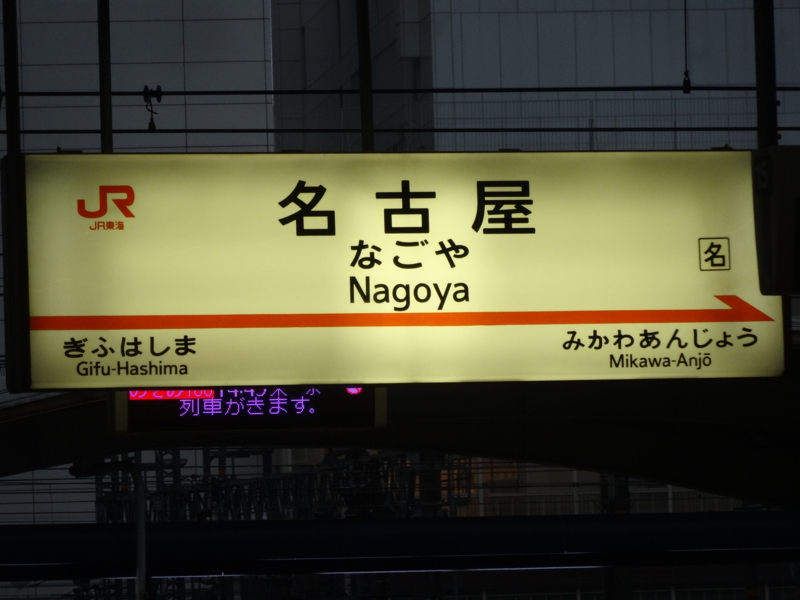 JR
JR東海
名古屋
なごや
Nagoya
名
ぎふはしま
Gifu-Hashima
みかわあんじょう
Mikawa-Anjō
列車がきます。